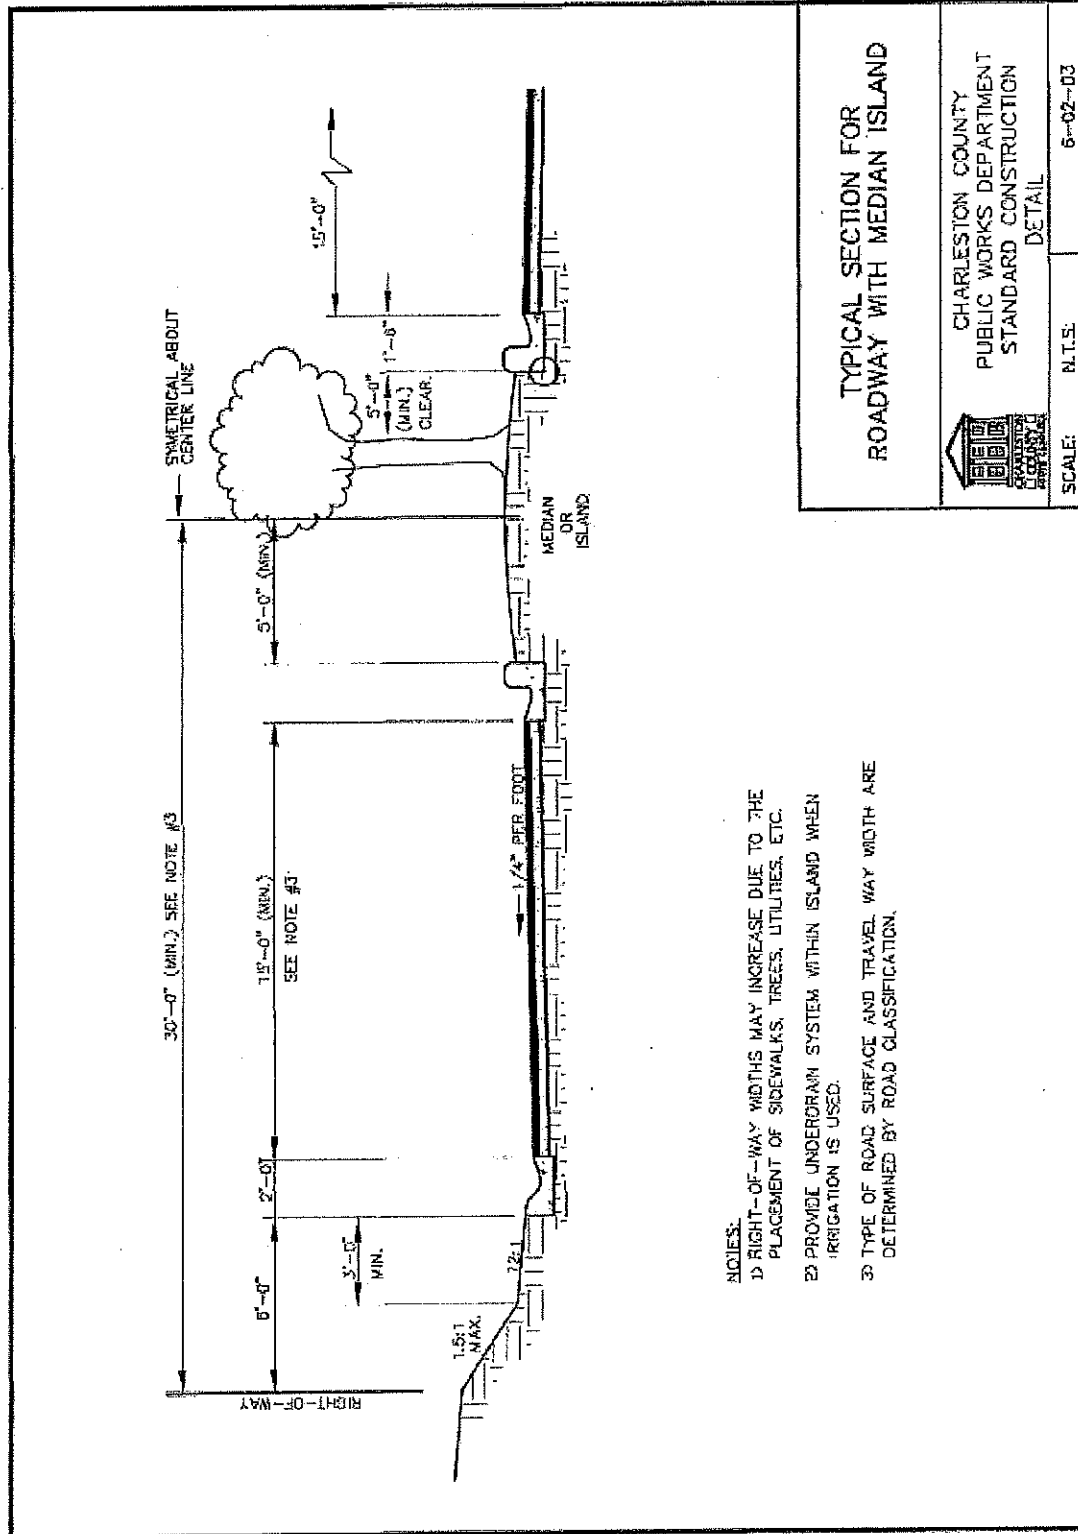 SYMETRICAL ABOUT
CENTER LINE
30'-0" (MIN.) SEE NOTE #3
15'-0"
5'-0" (MIN)
15'-0" (MIN.)
SEE NOTE #3
2'-0"
6'-0"
3'-0"
MIN.
5'-0"
(MIN.)
CLEAR.
1'-6"
RIGHT-OF-WAY
1.5:1
MAX.
12:1
1/4" PER FOOT
MEDIAN
OR
ISLAND
NOTES:
1) RIGHT-OF-WAY WIDTHS MAY INCREASE DUE TO THE
PLACEMENT OF SIDEWALKS, TREES, UTILITIES, ETC.
2) PROVIDE UNDERDRAIN SYSTEM WITHIN ISLAND WHEN
IRRIGATION IS USED.
3) TYPE OF ROAD SURFACE AND TRAVEL WAY WIDTH ARE
DETERMINED BY ROAD CLASSIFICATION.
TYPICAL SECTION FOR
ROADWAY WITH MEDIAN ISLAND
CHARLESTON
COUNTY
CHARLESTON COUNTY
PUBLIC WORKS DEPARTMENT
STANDARD CONSTRUCTION
DETAIL
SCALE: N.T.S.
6-02-03